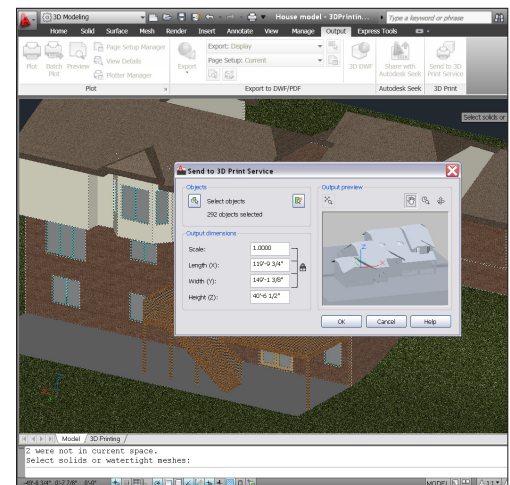 3D Modeling
House model - 3DPrintin...
Type a keyword or phrase
Home Solid Surface Mesh Render Insert Annotate View Manage Output Express Tools
Plot
Batch Plot
Preview
Page Setup Manager
View Details
Plotter Manager
Export
Export: Display
Page Setup: Current
3D DWF
Share with Autodesk Seek
Send to 3D Print Service
Plot
Export to DWF/PDF
Autodesk Seek
3D Print
Select solids or
Send to 3D Print Service
Objects
Select objects
292 objects selected
Output dimensions
Scale: 1.0000
Length (X): 119'-9 3/4"
Width (Y): 149'-1 3/8"
Height (Z): 40'-6 1/2"
Output preview
Z
X
OK Cancel Help
Model / 3D Printing
2 were not in current space.
Select solids or watertight meshes:
MODEL